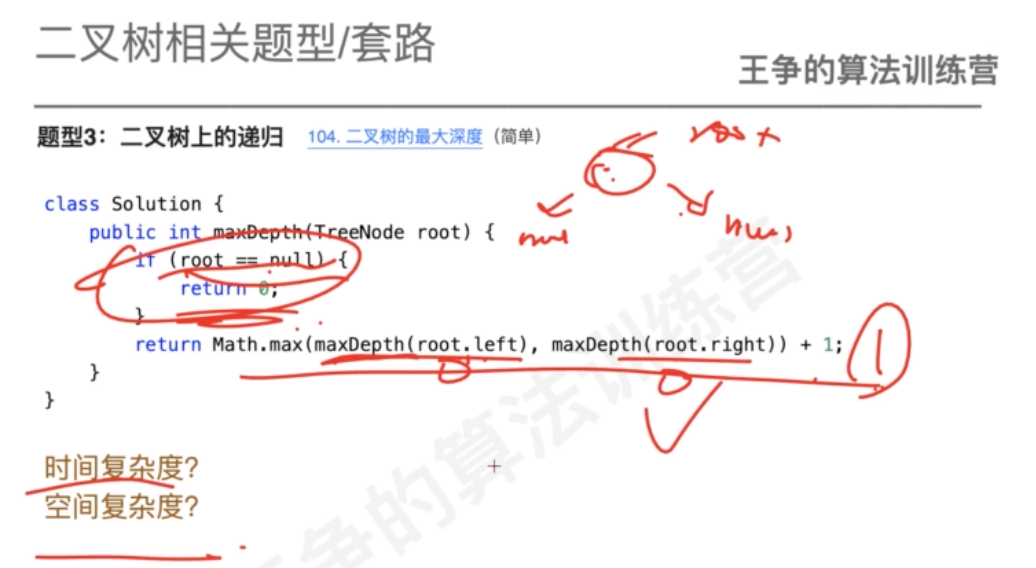 二叉树相关题型/套路
王争的算法训练营
题型3：二叉树上的递归 104. 二叉树的最大深度（简单）
root
null
null
class Solution {
public int maxDepth(TreeNode root) {
if (root == null) {
return 0;
}
return Math.max(maxDepth(root.left), maxDepth(root.right)) + 1;
1
0
0
}
}
时间复杂度?
空间复杂度?
王争的算法训练营